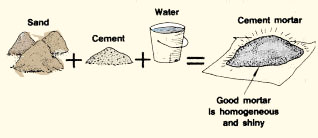 Sand
Cement
Water
Cement mortar
Good mortar
is homogeneous
and shiny